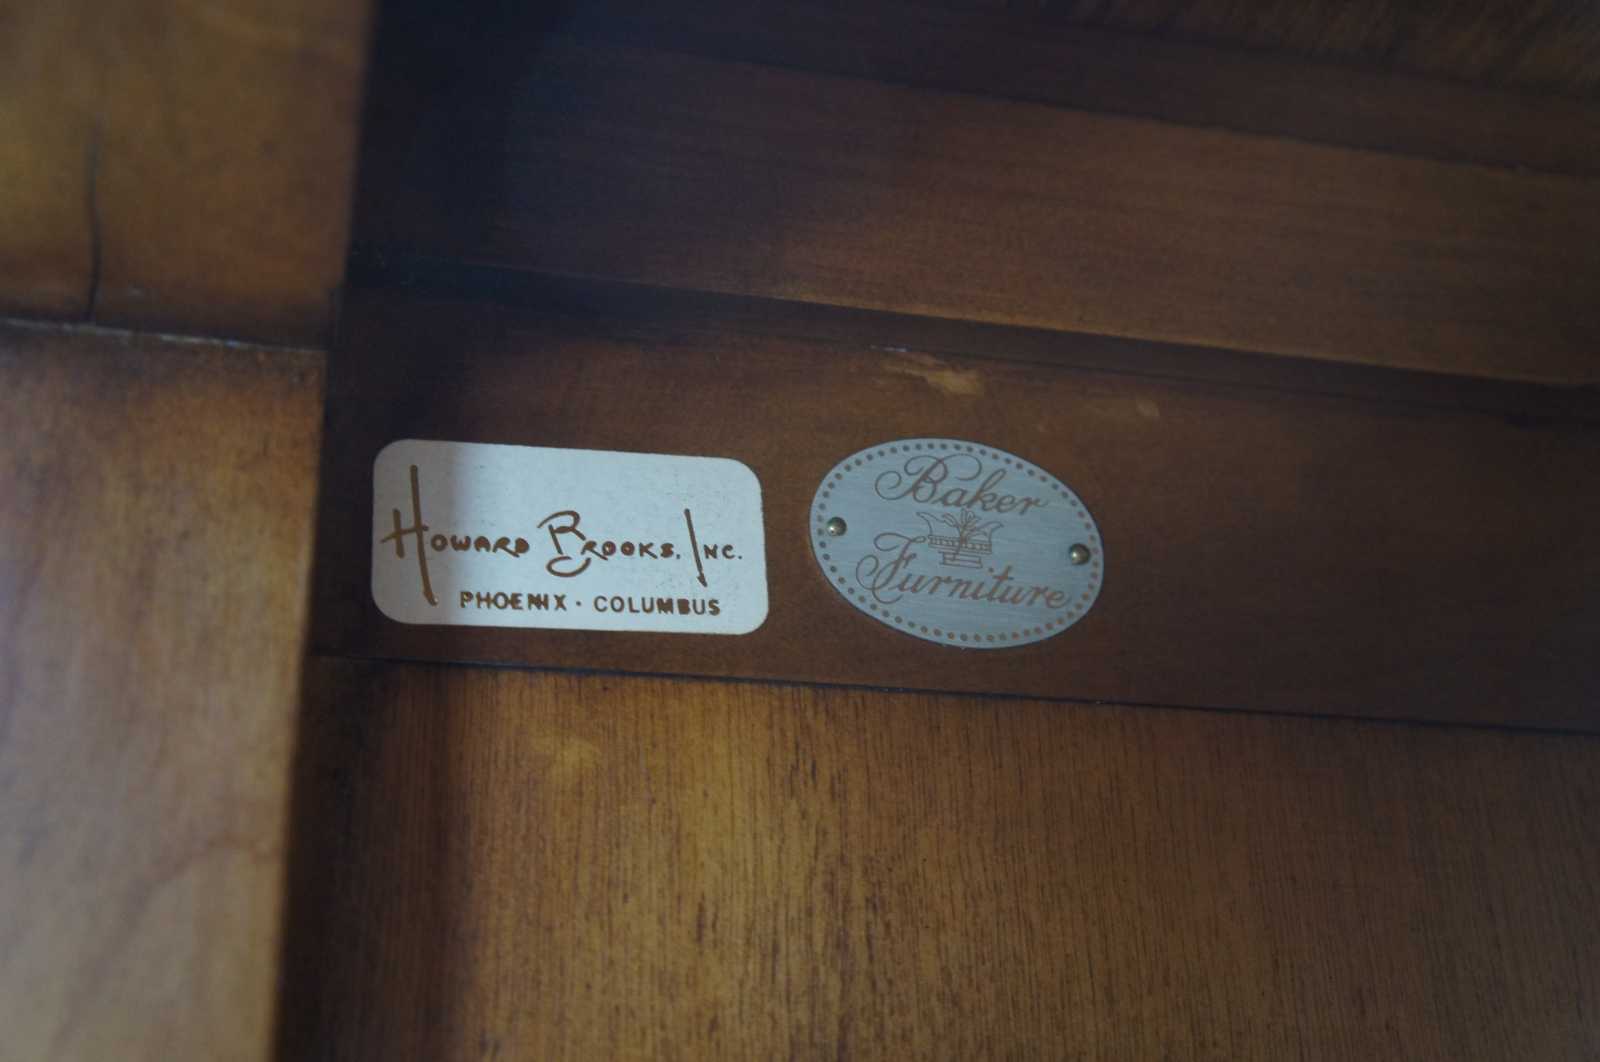 Howard Brooks, Inc.
PHOENIX · COLUMBUS
Baker
Furniture